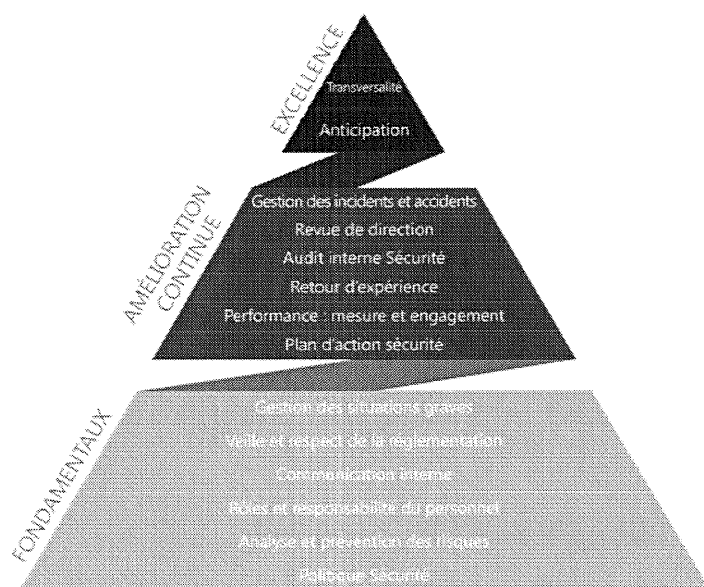 EXCELLENCE
Transversalité
Anticipation
AMÉLIORATION
CONTINUE
Gestion des incidents et accidents
Revue de direction
Audit interne Sécurité
Retour d'expérience
Performance : mesure et engagement
Plan d'action sécurité
FONDAMENTAUX
Gestion des situations graves
Veille et respect de la réglementation
Communication interne
Rôles et responsabilité du personnel
Analyse et prévention des risques
Politique Sécurité